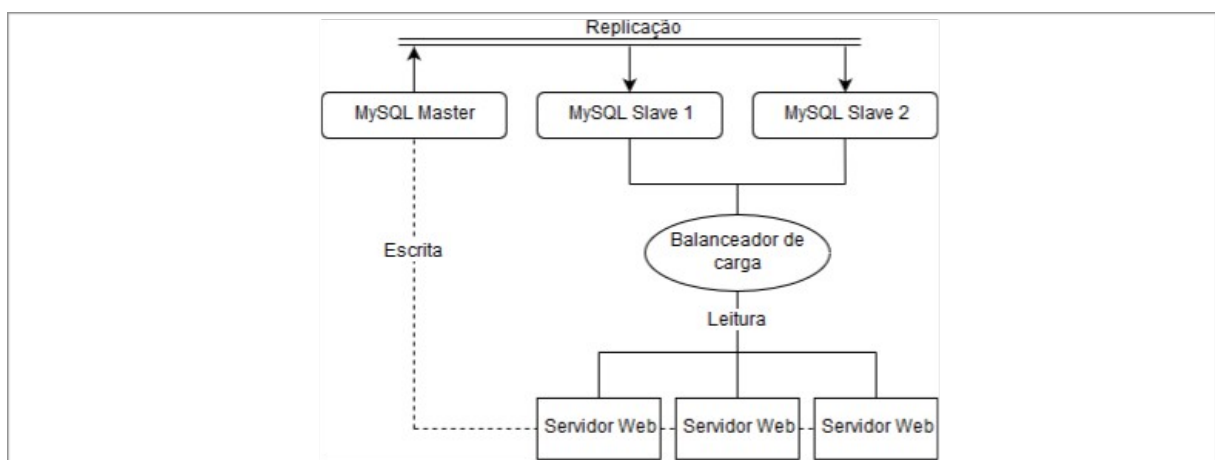 Replicação
MySQL Master
MySQL Slave 1
MySQL Slave 2
Balanceador de
carga
Escrita
Leitura
Servidor Web
Servidor Web
Servidor Web